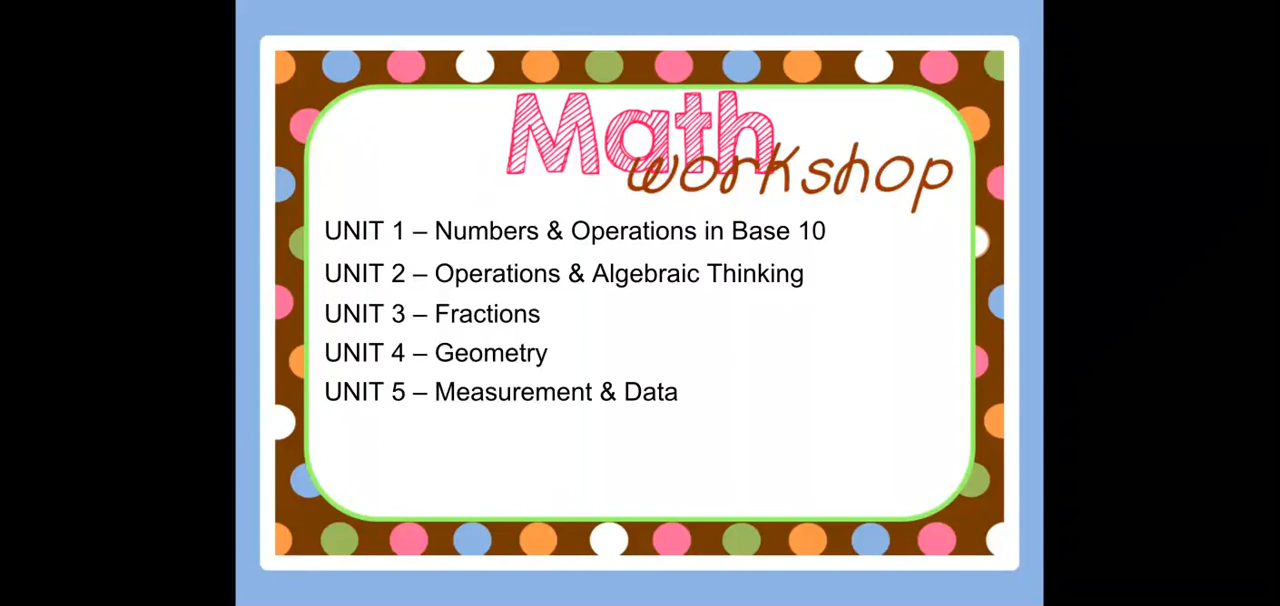 Math
workshop
UNIT 1 – Numbers & Operations in Base 10
UNIT 2 – Operations & Algebraic Thinking
UNIT 3 – Fractions
UNIT 4 – Geometry
UNIT 5 – Measurement & Data